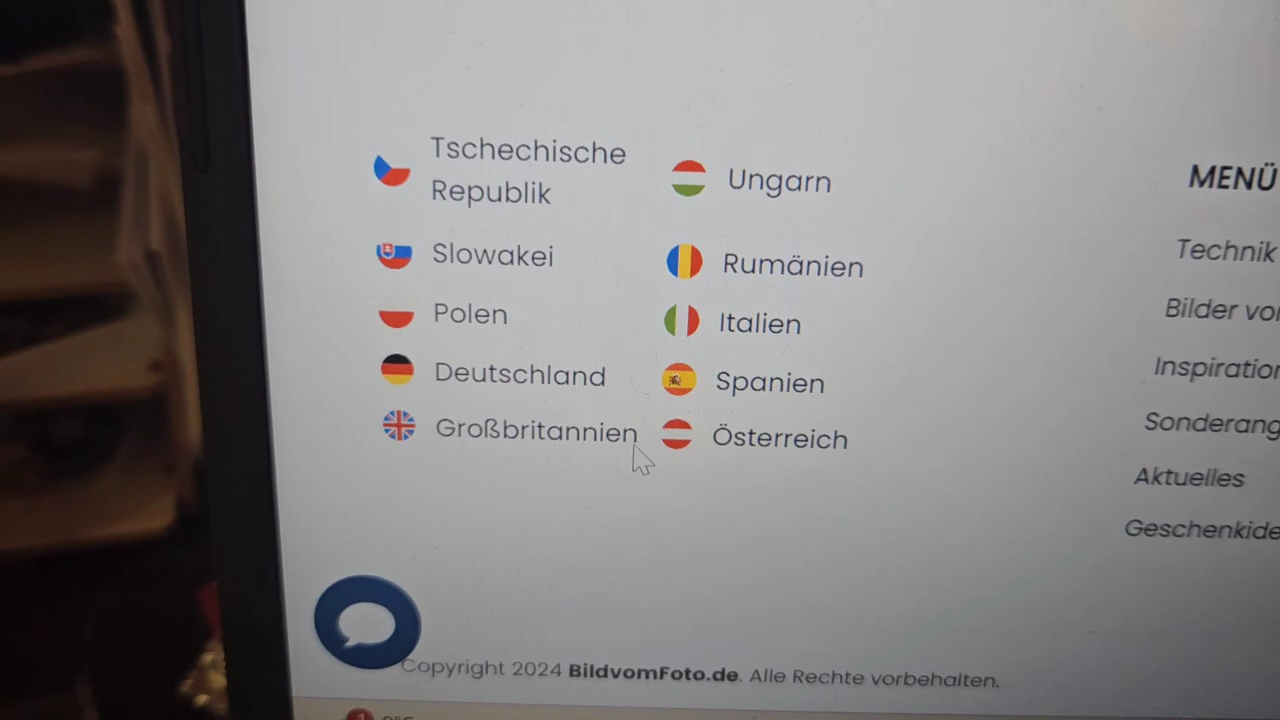 Tschechische
Republik
Slowakei
Polen
Deutschland
Großbritannien
Ungarn
Rumänien
Italien
Spanien
Österreich
MENÜ
Technik
Bilder
Aktuelles
Copyright 2024 BildvomFoto.de. Alle Rechte vorbehalten.